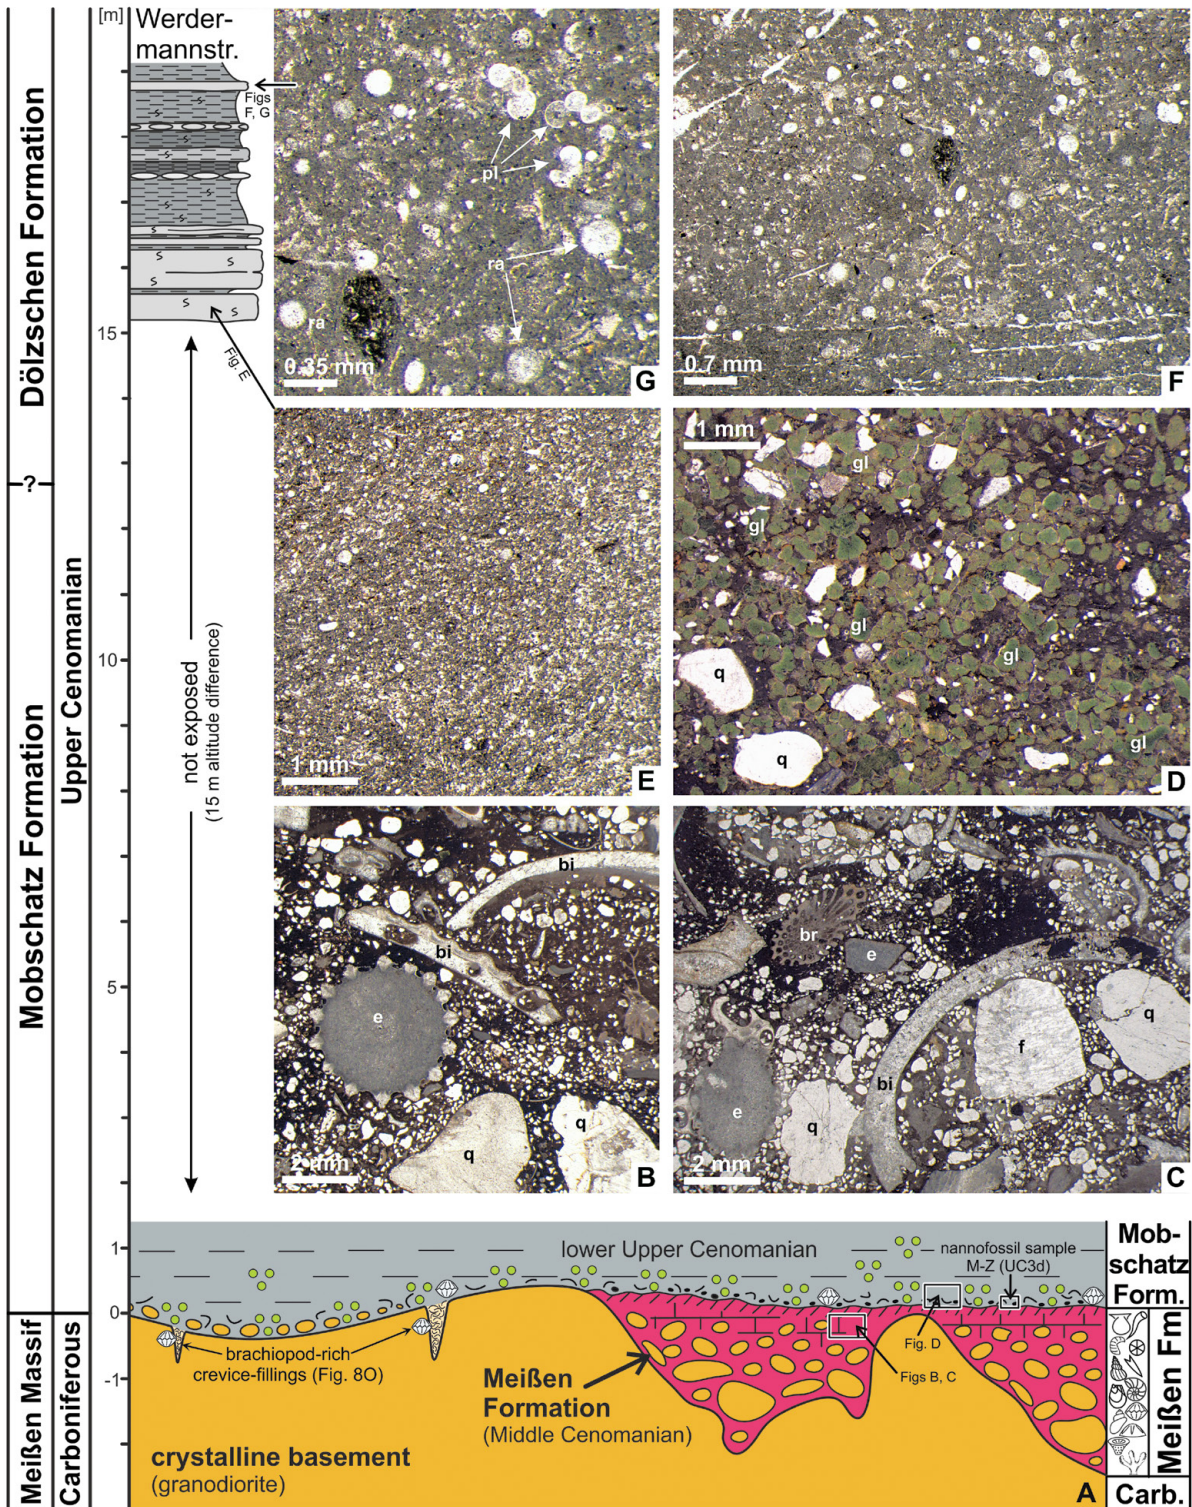 [m]
Werder-
mannstr.
Figs
F, G
Dölzschen Formation
15
Fig. E
pl
ra
ra
0.35 mm
G
0.7 mm
F
-?-
Upper Cenomanian
Mobschatz Formation
10
not exposed
(15 m altitude difference)
5
1 mm
E
1 mm
gl
gl
gl
gl
gl
q
q
D
bi
bi
e
q
q
2 mm
B
br
e
bi
f
q
e
q
2 mm
C
1
0
-1
Meißen Massif
Carboniferous
lower Upper Cenomanian
nannofossil sample
M-Z (UC3d)
brachiopod-rich
crevice-fillings (Fig. 8O)
Fig. D
Figs B, C
Meißen
Formation
(Middle Cenomanian)
crystalline basement
(granodiorite)
A
Mob-
schatz
Form.
Meißen Fm
Carb.